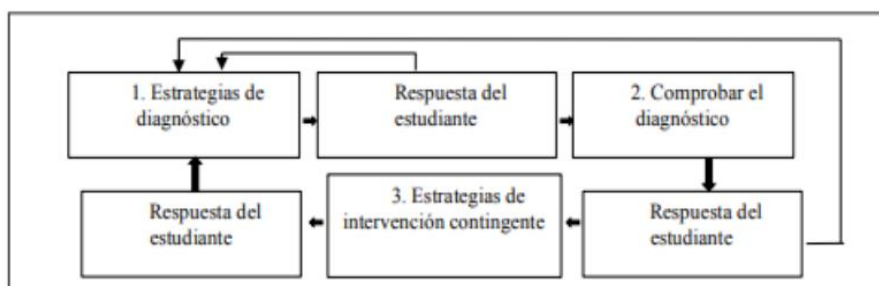 1. Estrategias de
diagnóstico
Respuesta del
estudiante
2. Comprobar el
diagnóstico
Respuesta del
estudiante
3. Estrategias de
intervención contingente
Respuesta del
estudiante